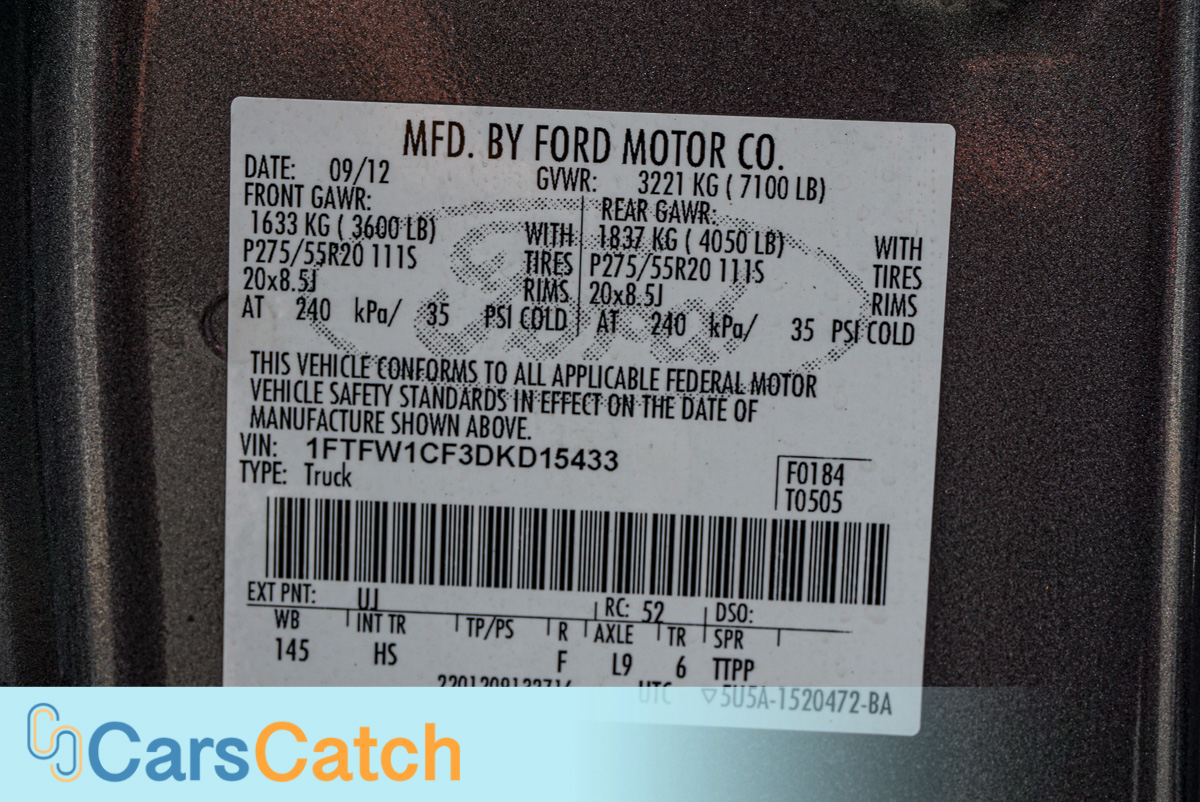 MFD. BY FORD MOTOR CO.
DATE: 09/12 GVWR: 3221 KG ( 7100 LB)
FRONT GAWR: REAR GAWR:
1633 KG ( 3600 LB) WITH 1837 KG ( 4050 LB) WITH
P275/55R20 111S TIRES P275/55R20 111S TIRES
20x8.5J RIMS 20x8.5J RIMS
AT 240 kPa/ 35 PSI COLD AT 240 kPa/ 35 PSI COLD
Ford
THIS VEHICLE CONFORMS TO ALL APPLICABLE FEDERAL MOTOR
VEHICLE SAFETY STANDARDS IN EFFECT ON THE DATE OF
MANUFACTURE SHOWN ABOVE.
VIN: 1FTFW1CF3DKD15433
TYPE: Truck
F0184
T0505
EXT PNT: UJ RC: 52 DSO:
WB INT TR TP/PS R AXLE TR SPR
145 HS F L9 6 TTPP
UTC ▽5U5A-1520472-BA
CarsCatch